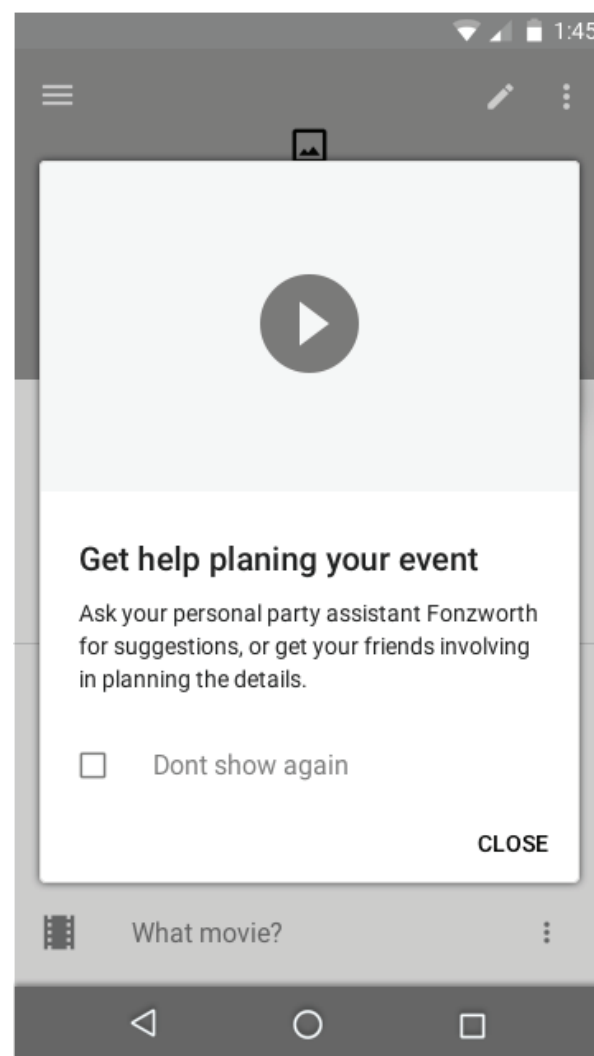 1:45
Get help planing your event
Ask your personal party assistant Fonzworth
for suggestions, or get your friends involving
in planning the details.
Dont show again
CLOSE
What movie?